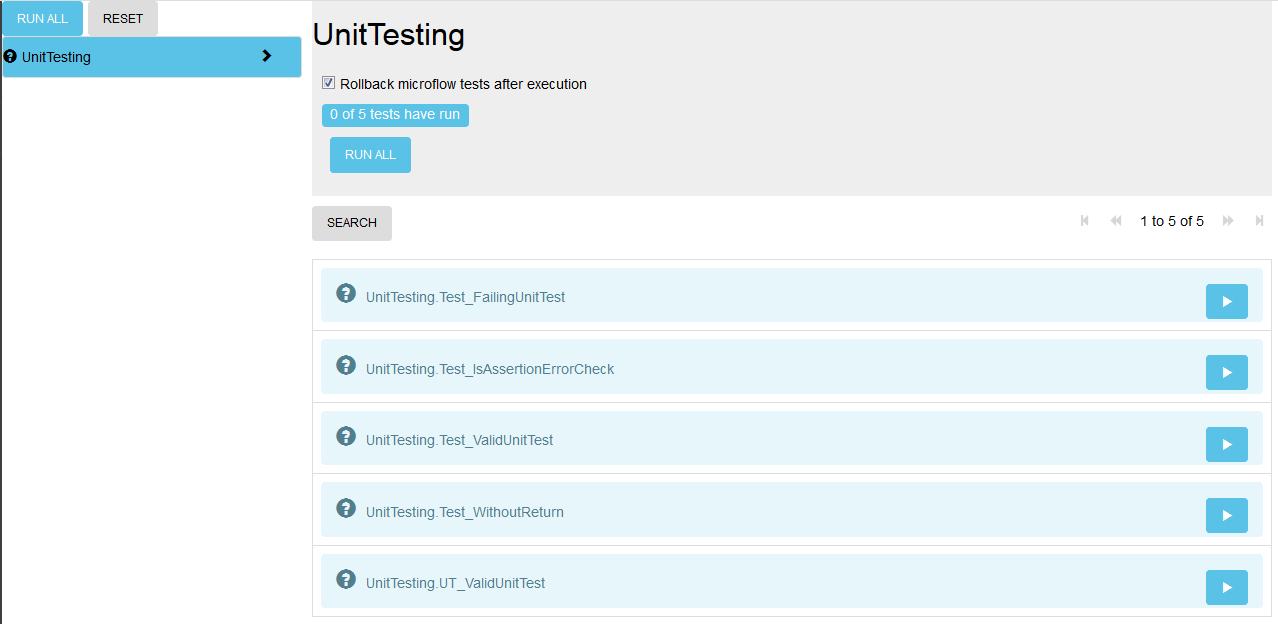 RUN ALL RESET
UnitTesting
UnitTesting
Rollback microflow tests after execution
0 of 5 tests have run
RUN ALL
SEARCH
1 to 5 of 5
UnitTesting.Test_FailingUnitTest
UnitTesting.Test_IsAssertionErrorCheck
UnitTesting.Test_ValidUnitTest
UnitTesting.Test_WithoutReturn
UnitTesting.UT_ValidUnitTest